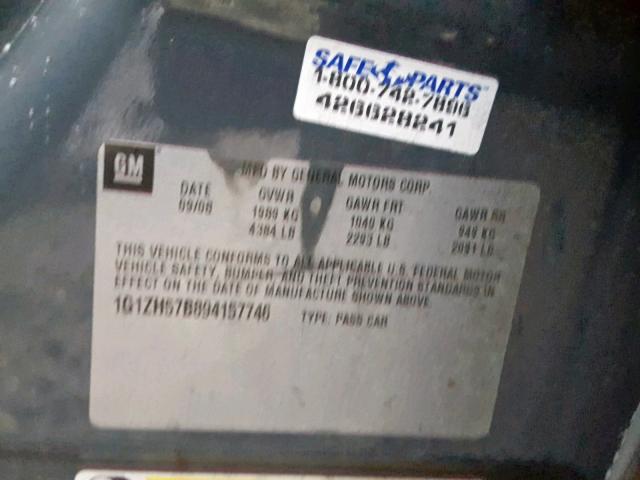 SAFE PARTS
1-800-742-7806
426628241
GM
MFD BY GENERAL MOTORS CORP.
DATE GVWR GAWR FRT GAWR RR
09/08 1989 KG 1040 KG 949 KG
4384 LB 2293 LB 2091 LB
THIS VEHICLE CONFORMS TO ALL APPLICABLE U.S. FEDERAL MOTOR
VEHICLE SAFETY, BUMPER AND THEFT PREVENTION STANDARDS IN
EFFECT ON THE DATE OF MANUFACTURE SHOWN ABOVE.
1G1ZH57B894157740 TYPE: PASS CAR